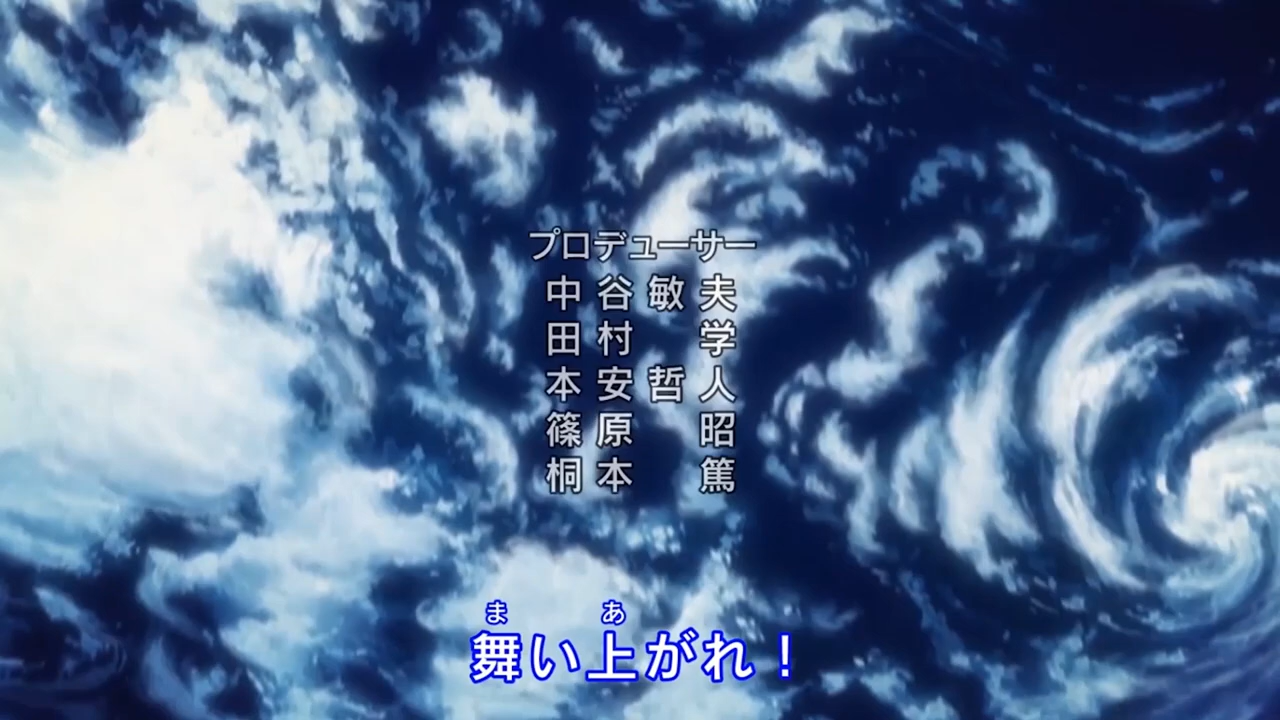 プロデューサー
中谷敏夫
田村 学
本安哲人
篠原 昭
桐本 篤
ま あ
舞い上がれ！